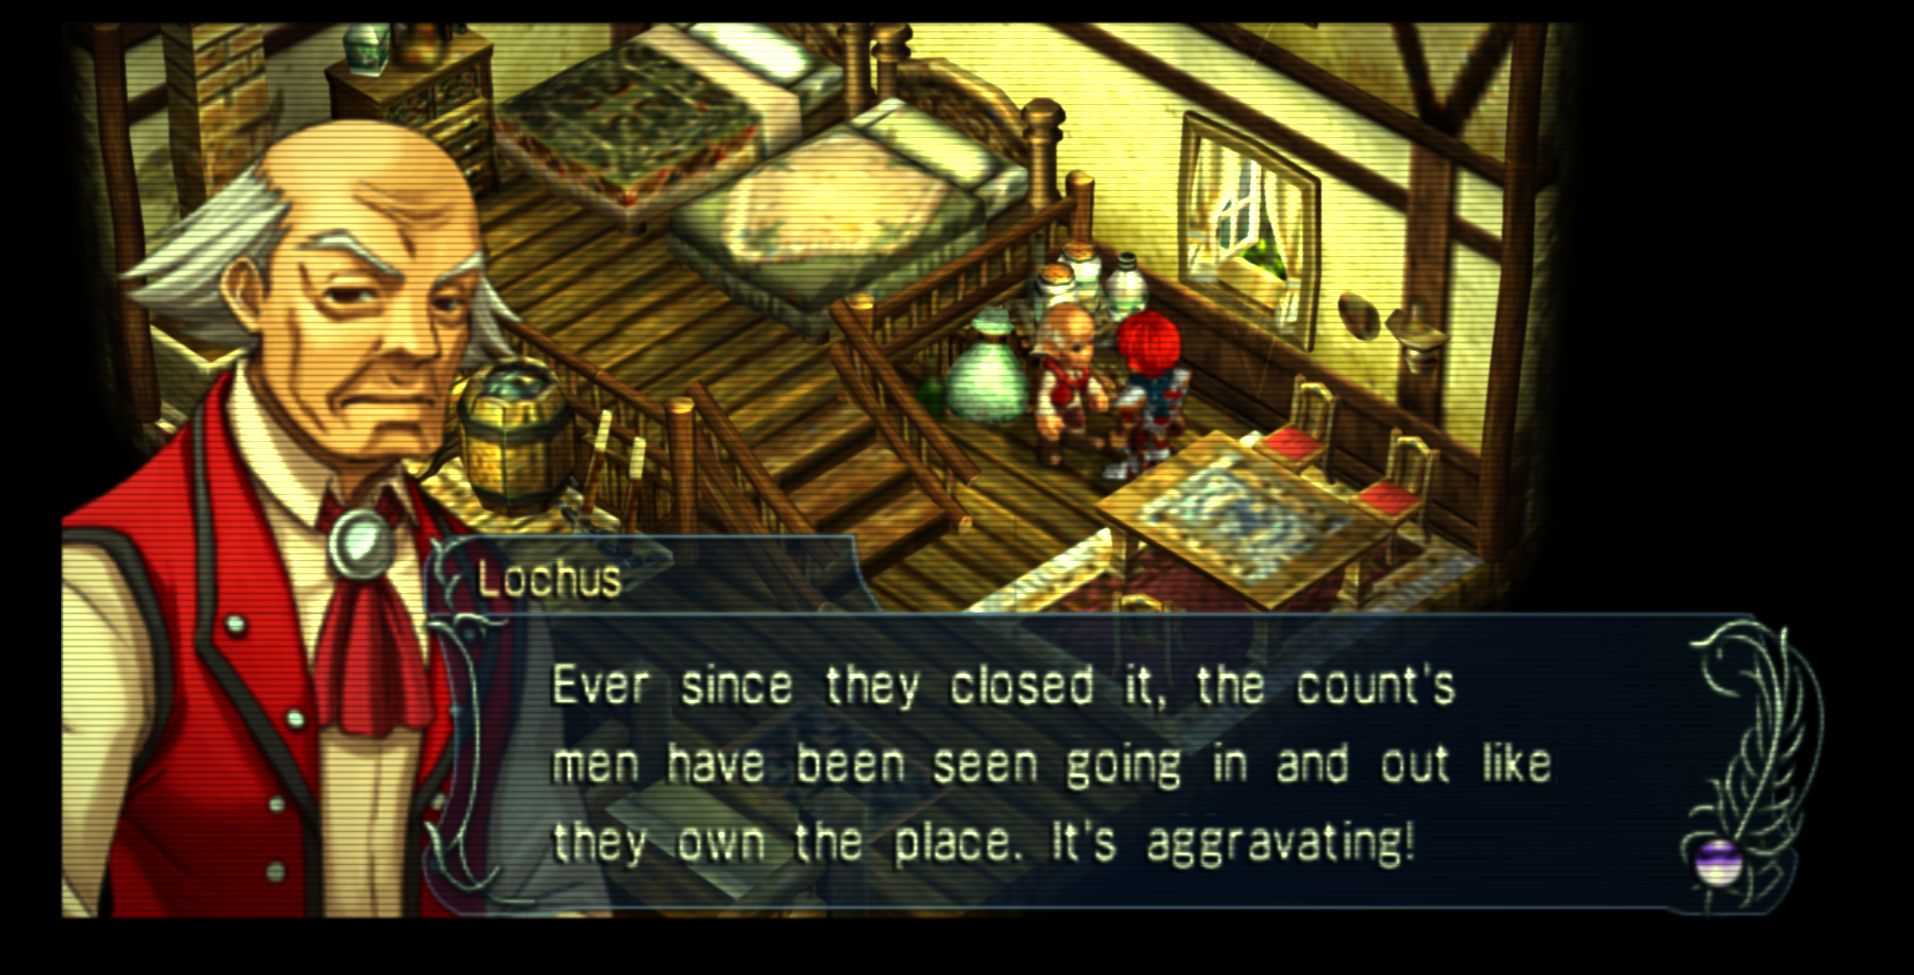 Lochus
Ever since they closed it, the count's
men have been seen going in and out like
they own the place. It's aggravating!